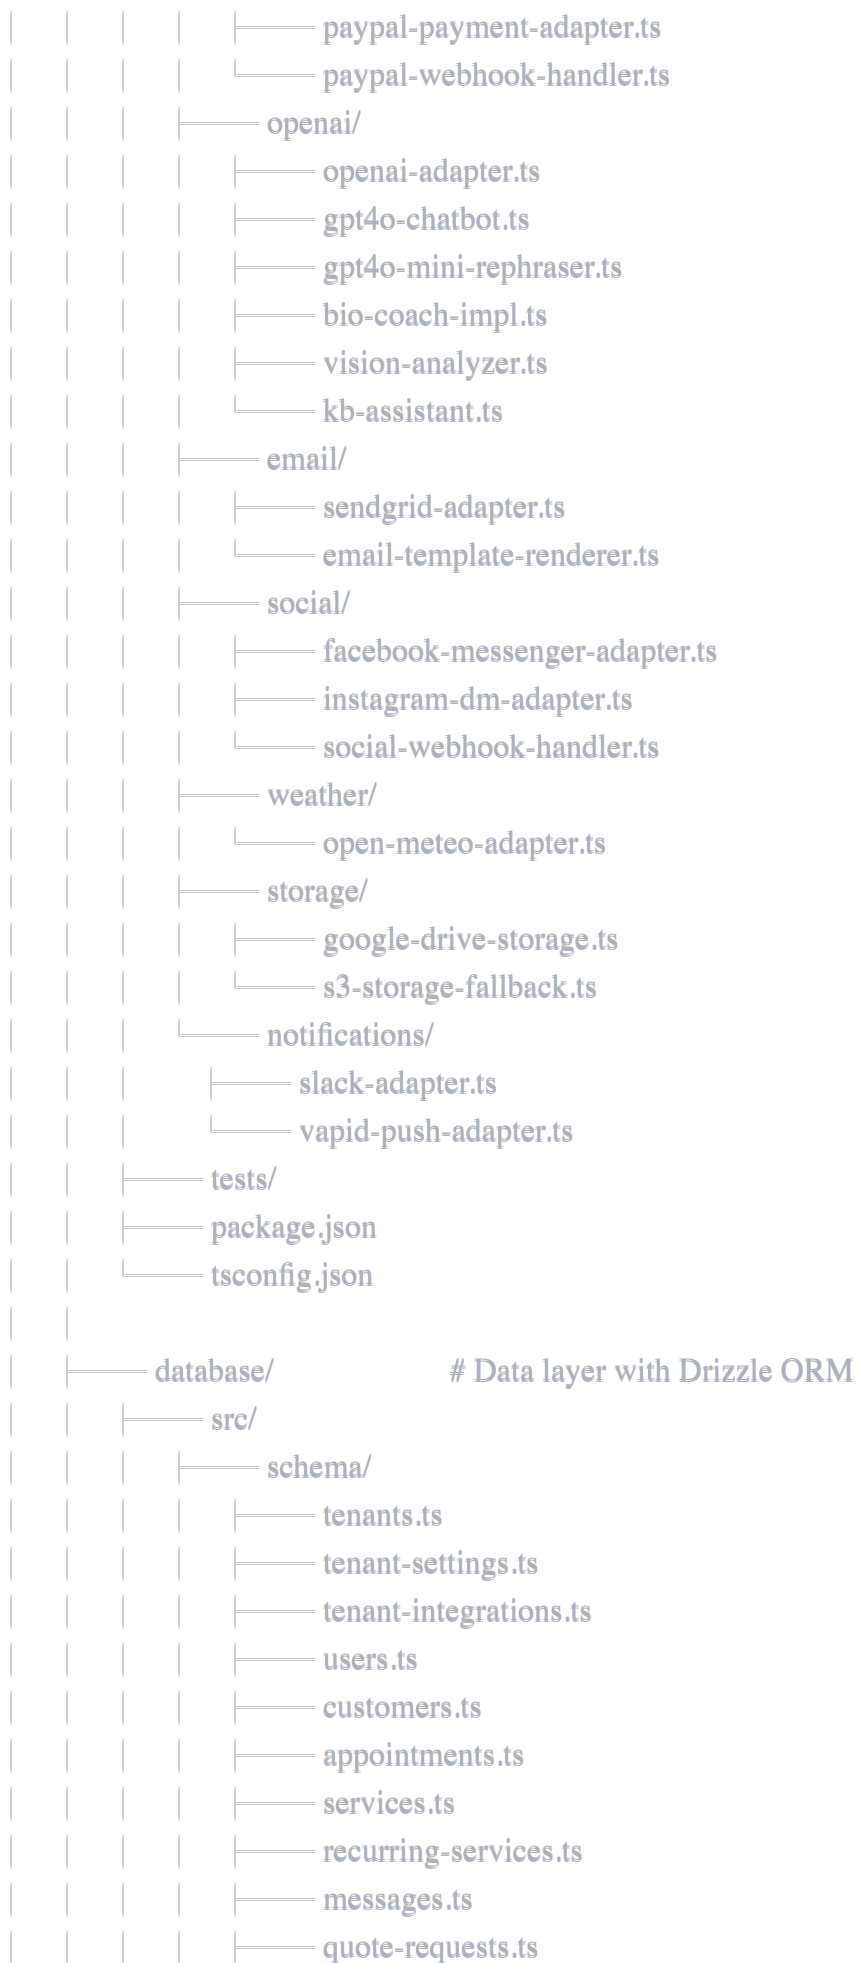 │   │   │   │   ├── paypal-payment-adapter.ts
│   │   │   │   └── paypal-webhook-handler.ts
│   │   │   ├── openai/
│   │   │   │   ├── openai-adapter.ts
│   │   │   │   ├── gpt4o-chatbot.ts
│   │   │   │   ├── gpt4o-mini-rephraser.ts
│   │   │   │   ├── bio-coach-impl.ts
│   │   │   │   ├── vision-analyzer.ts
│   │   │   │   └── kb-assistant.ts
│   │   │   ├── email/
│   │   │   │   ├── sendgrid-adapter.ts
│   │   │   │   └── email-template-renderer.ts
│   │   │   ├── social/
│   │   │   │   ├── facebook-messenger-adapter.ts
│   │   │   │   ├── instagram-dm-adapter.ts
│   │   │   │   └── social-webhook-handler.ts
│   │   │   ├── weather/
│   │   │   │   └── open-meteo-adapter.ts
│   │   │   ├── storage/
│   │   │   │   ├── google-drive-storage.ts
│   │   │   │   └── s3-storage-fallback.ts
│   │   │   └── notifications/
│   │   │       ├── slack-adapter.ts
│   │   │       └── vapid-push-adapter.ts
│   │   ├── tests/
│   │   ├── package.json
│   │   └── tsconfig.json
│   │
│   ├── database/                    # Data layer with Drizzle ORM
│   │   ├── src/
│   │   │   ├── schema/
│   │   │   │   ├── tenants.ts
│   │   │   │   ├── tenant-settings.ts
│   │   │   │   ├── tenant-integrations.ts
│   │   │   │   ├── users.ts
│   │   │   │   ├── customers.ts
│   │   │   │   ├── appointments.ts
│   │   │   │   ├── services.ts
│   │   │   │   ├── recurring-services.ts
│   │   │   │   ├── messages.ts
│   │   │   │   ├── quote-requests.ts